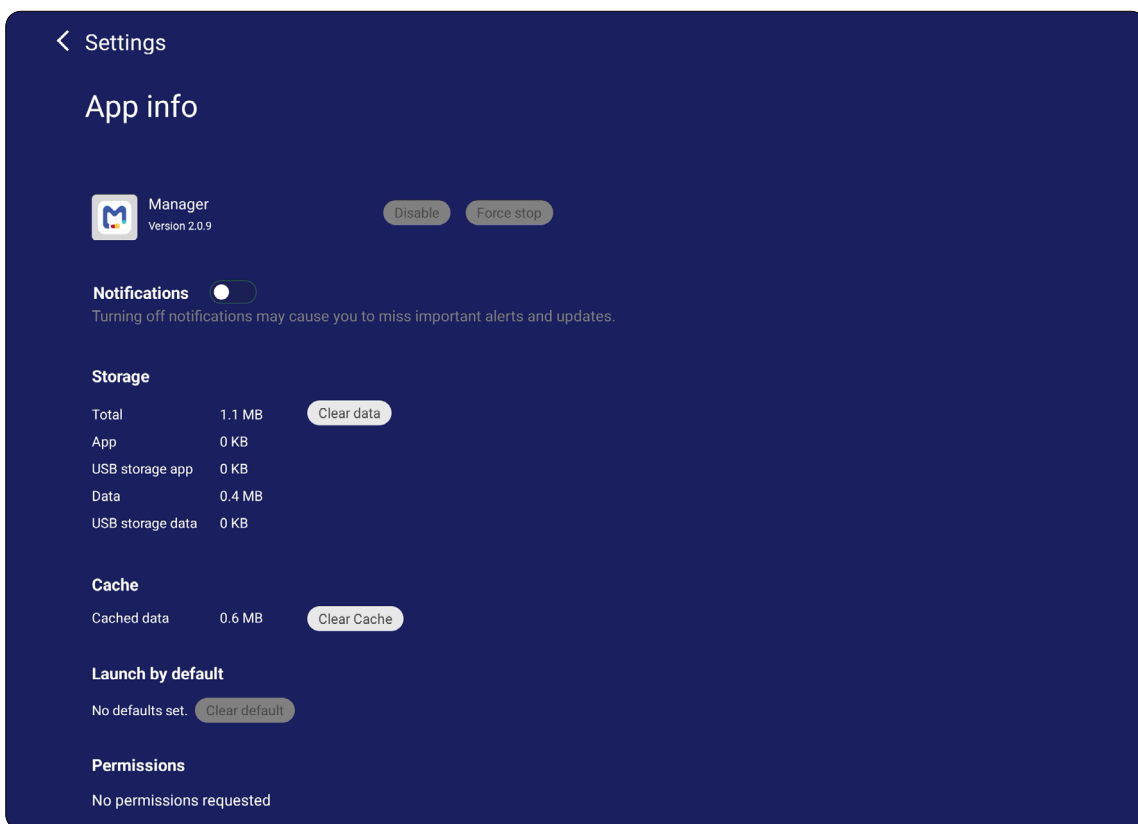 Settings
App info
Manager
Version 2.0.9
Disable Force stop
Notifications
Turning off notifications may cause you to miss important alerts and updates.
Storage
Total 1.1 MB Clear data
App 0 KB
USB storage app 0 KB
Data 0.4 MB
USB storage data 0 KB
Cache
Cached data 0.6 MB Clear Cache
Launch by default
No defaults set. Clear default
Permissions
No permissions requested